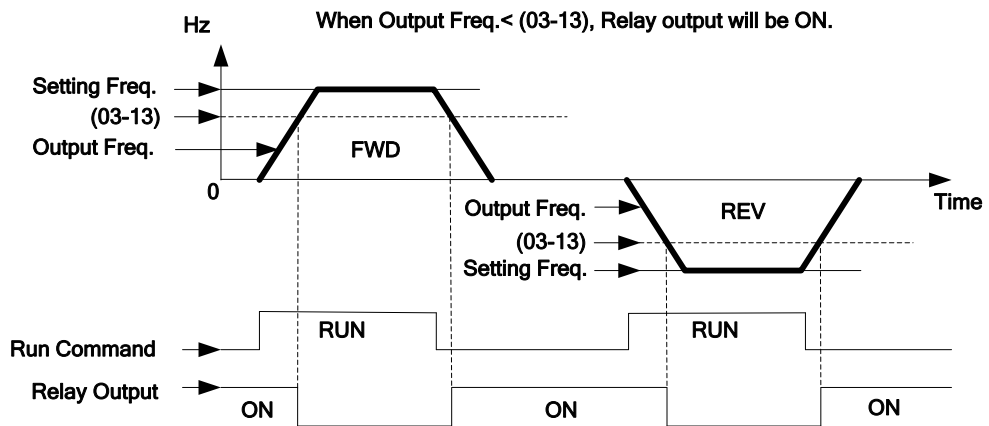 When Output Freq.< (03-13), Relay output will be ON.
Hz
Setting Freq.
(03-13)
Output Freq.
FWD
0
Time
Output Freq.
REV
(03-13)
Setting Freq.
RUN
RUN
Run Command
Relay Output
ON
ON
ON